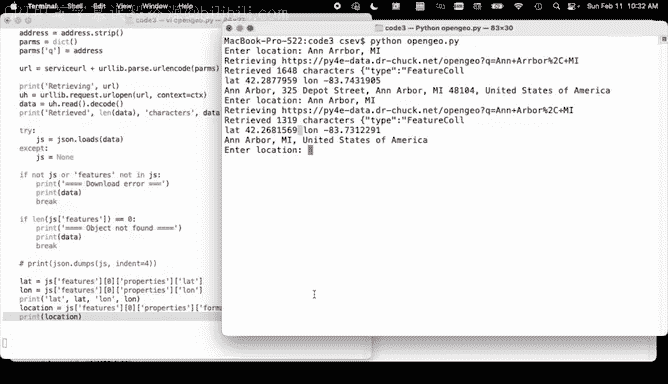 Terminal Shell Edit View Window Help
Sun Feb 11 10:32 AM
bilibili.com
code3 — vi opengeo.py
address = address.strip()
parms = dict()
parms['q'] = address
url = serviceurl + urllib.parse.urlencode(parms)
print('Retrieving', url)
uh = urllib.request.urlopen(url, context=ctx)
data = uh.read().decode()
print('Retrieved', len(data), 'characters', data
try:
js = json.loads(data)
except:
js = None
if not js or 'features' not in js:
print('==== Download error ===')
print(data)
break
if len(js['features']) == 0:
print('==== Object not found ====')
print(data)
break
# print(json.dumps(js, indent=4))
lat = js['features'][0]['properties']['lat']
lon = js['features'][0]['properties']['lon']
print('lat', lat, 'lon', lon)
location = js['features'][0]['properties']['forma
print(location)
code3 — Python opengeo.py — 83×30
MacBook-Pro-522:code3 csev$ python opengeo.py
Enter location: Ann Arrbor, MI
Retrieving https://py4e-data.dr-chuck.net/opengeo?q=Ann+Arrbor%2C+MI
Retrieved 1648 characters {"type":"FeatureColl
lat 42.2877959 lon -83.7431905
Ann Arbor, 325 Depot Street, Ann Arbor, MI 48104, United States of America
Enter location: Ann Arbor, MI
Retrieving https://py4e-data.dr-chuck.net/opengeo?q=Ann+Arbor%2C+MI
Retrieved 1319 characters {"type":"FeatureColl
lat 42.2681569 lon -83.7312291
Ann Arbor, MI, United States of America
Enter location: